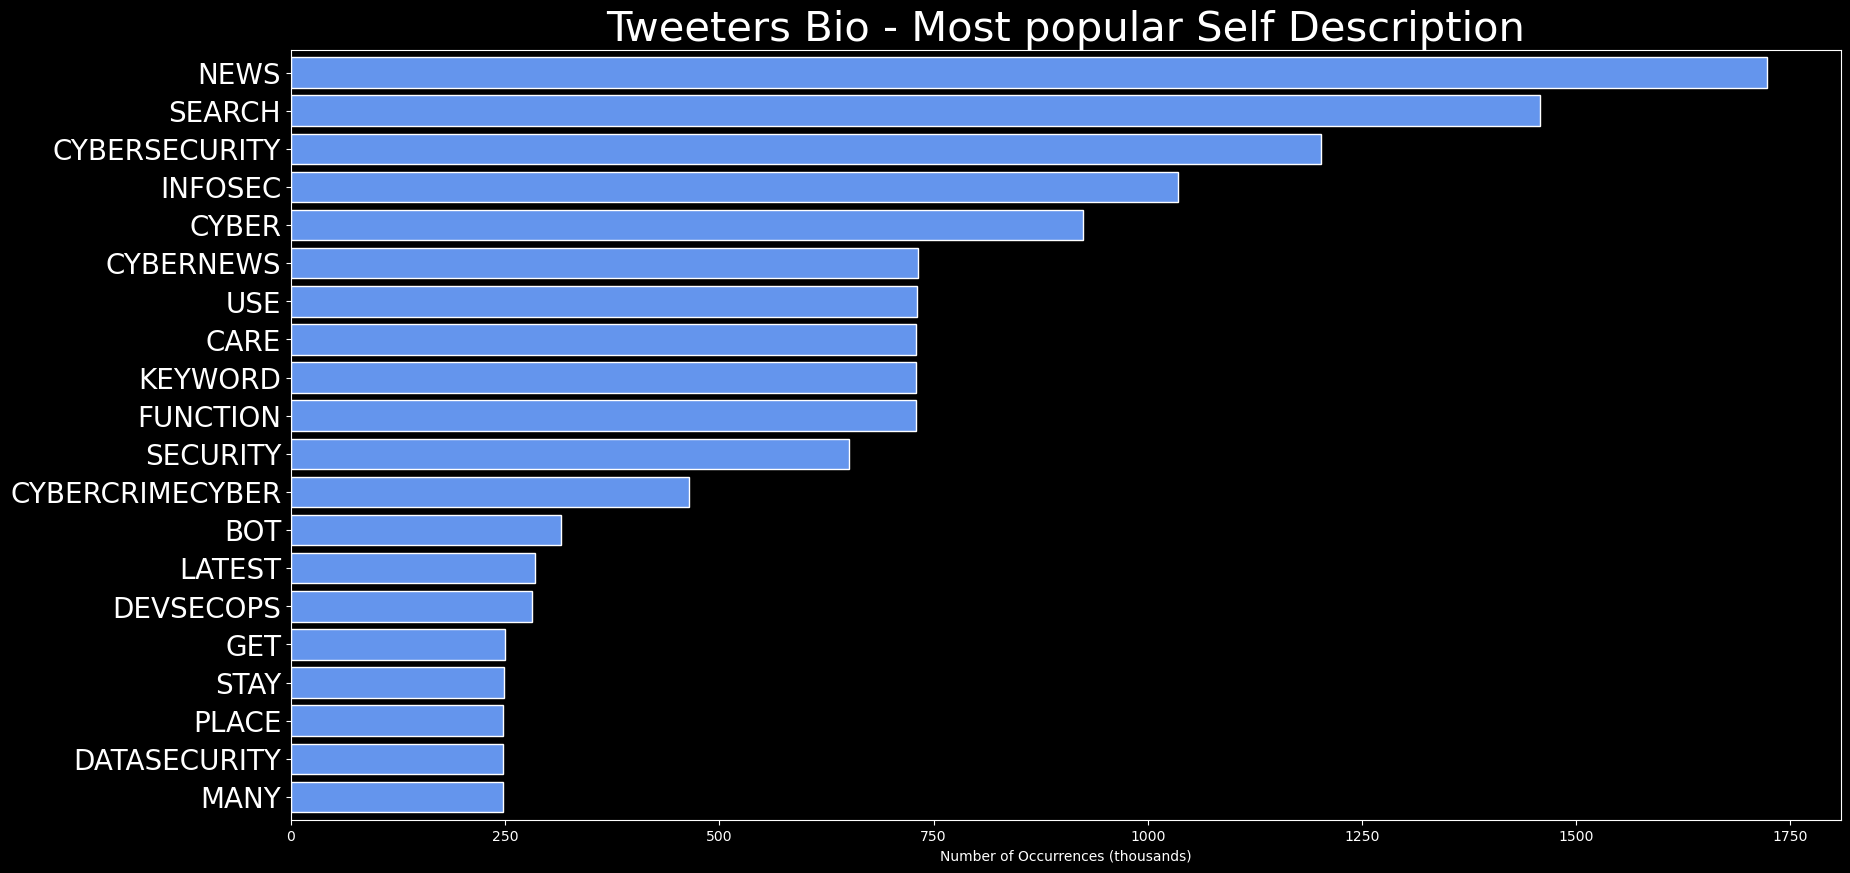 Tweeters Bio - Most popular Self Description
NEWS
SEARCH
CYBERSECURITY
INFOSEC
CYBER
CYBERNEWS
USE
CARE
KEYWORD
FUNCTION
SECURITY
CYBERCRIMECYBER
BOT
LATEST
DEVSECOPS
GET
STAY
PLACE
DATASECURITY
MANY
0 250 500 750 1000 1250 1500 1750
Number of Occurrences (thousands)